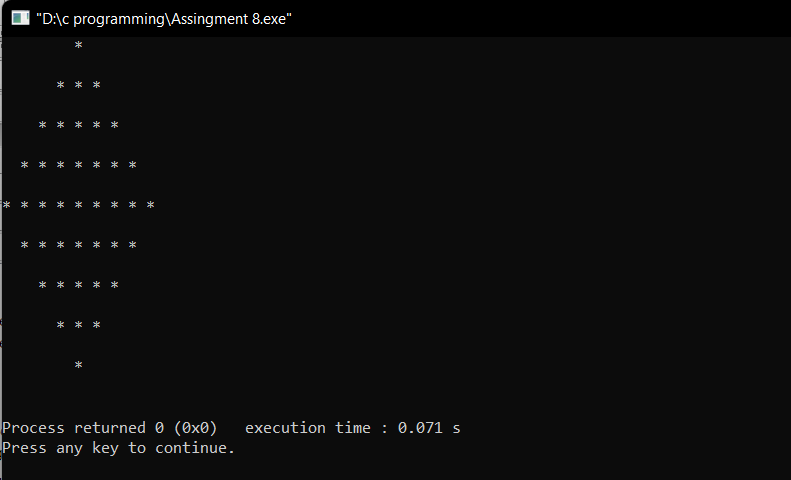 "D:\c programming\Assingment 8.exe"
        *
      * * *
    * * * * *
  * * * * * * *
* * * * * * * * *
  * * * * * * *
    * * * * *
      * * *
        *
Process returned 0 (0x0)   execution time : 0.071 s
Press any key to continue.